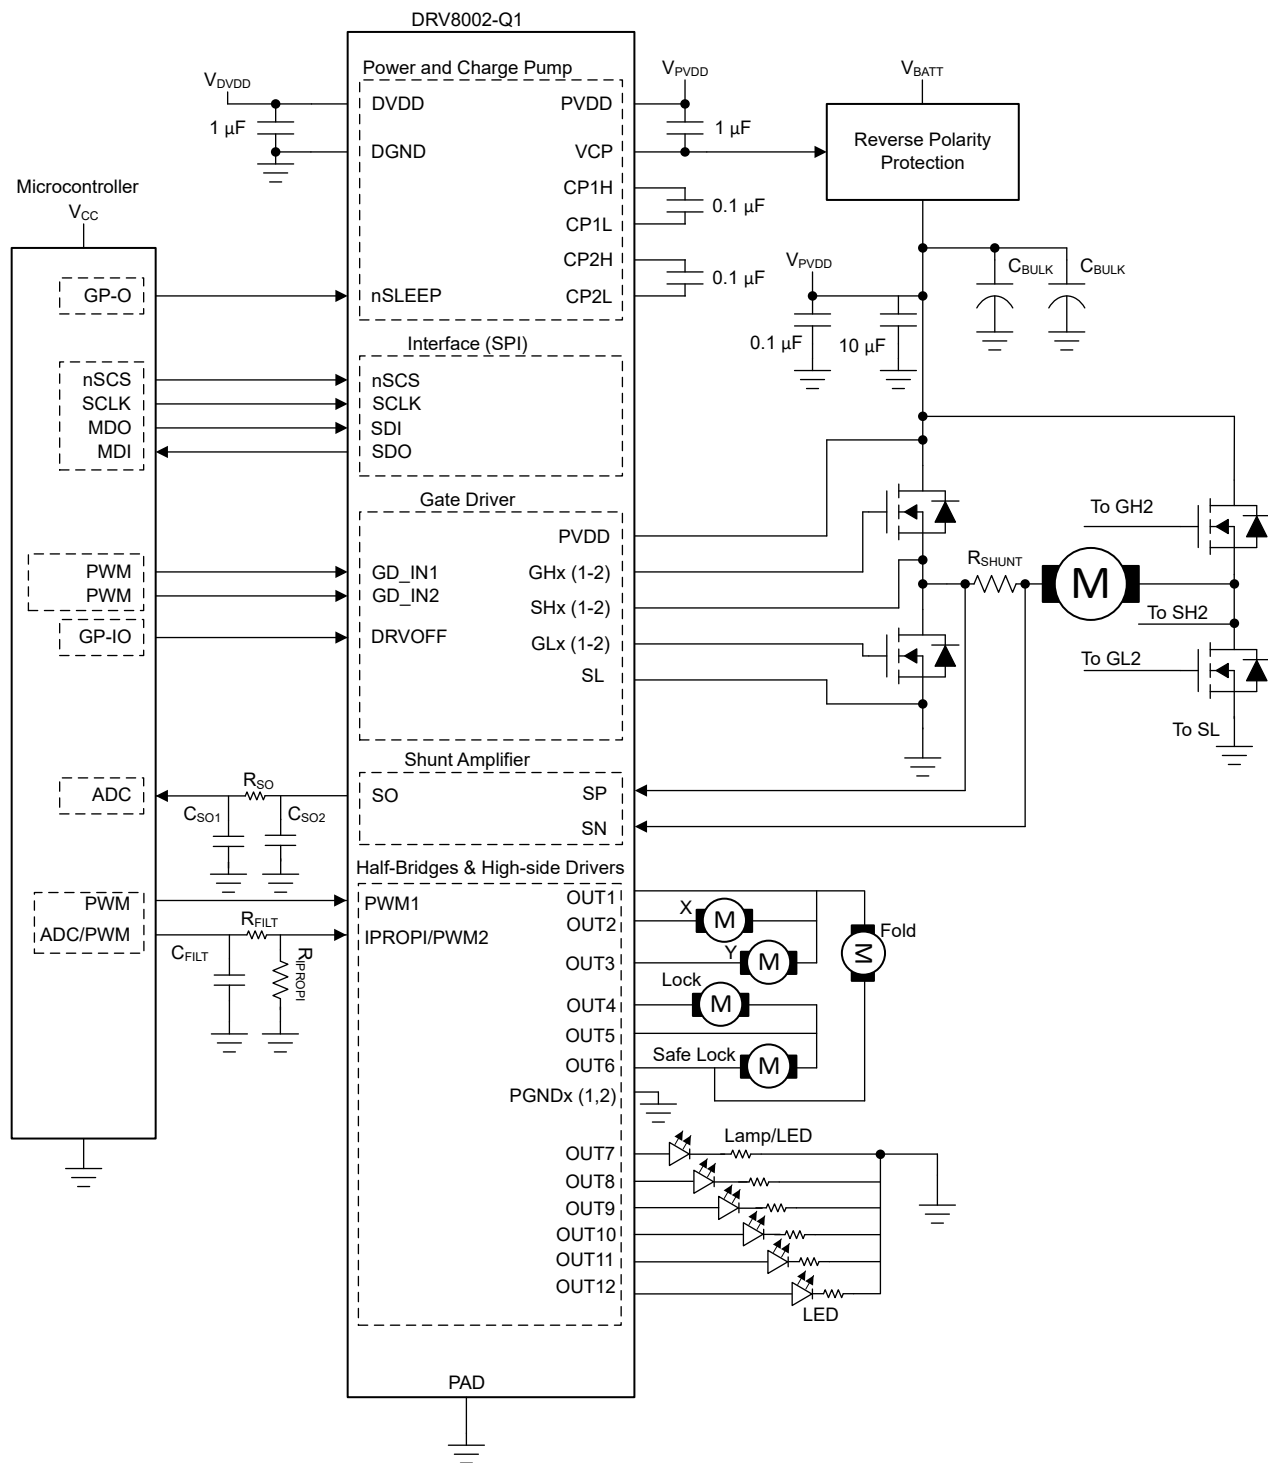 DRV8002-Q1
Power and Charge Pump
VDVDD
1 µF
DVDD
DGND
nSLEEP
PVDD
VCP
CP1H
CP1L
CP2H
CP2L
VPVDD
1 µF
0.1 µF
0.1 µF
VBATT
Reverse Polarity
Protection
VPVDD
0.1 µF
10 µF
CBULK
CBULK
Microcontroller
VCC
GP-O
nSCS
SCLK
MDO
MDI
PWM
PWM
GP-IO
ADC
PWM
ADC/PWM
Interface (SPI)
nSCS
SCLK
SDI
SDO
Gate Driver
GD_IN1
GD_IN2
DRVOFF
PVDD
GHx (1-2)
SHx (1-2)
GLx (1-2)
SL
RSHUNT
M
To GH2
To SH2
To GL2
To SL
Shunt Amplifier
SO
SP
SN
RSO
CSO1
CSO2
Half-Bridges & High-side Drivers
PWM1
IPROPI/PWM2
RFILT
CFILT
RIPROPI
OUT1
OUT2
OUT3
OUT4
OUT5
OUT6
PGNDx (1,2)
OUT7
OUT8
OUT9
OUT10
OUT11
OUT12
X
M
Y
M
Fold
M
Lock
M
Safe Lock
M
Lamp/LED
LED
PAD